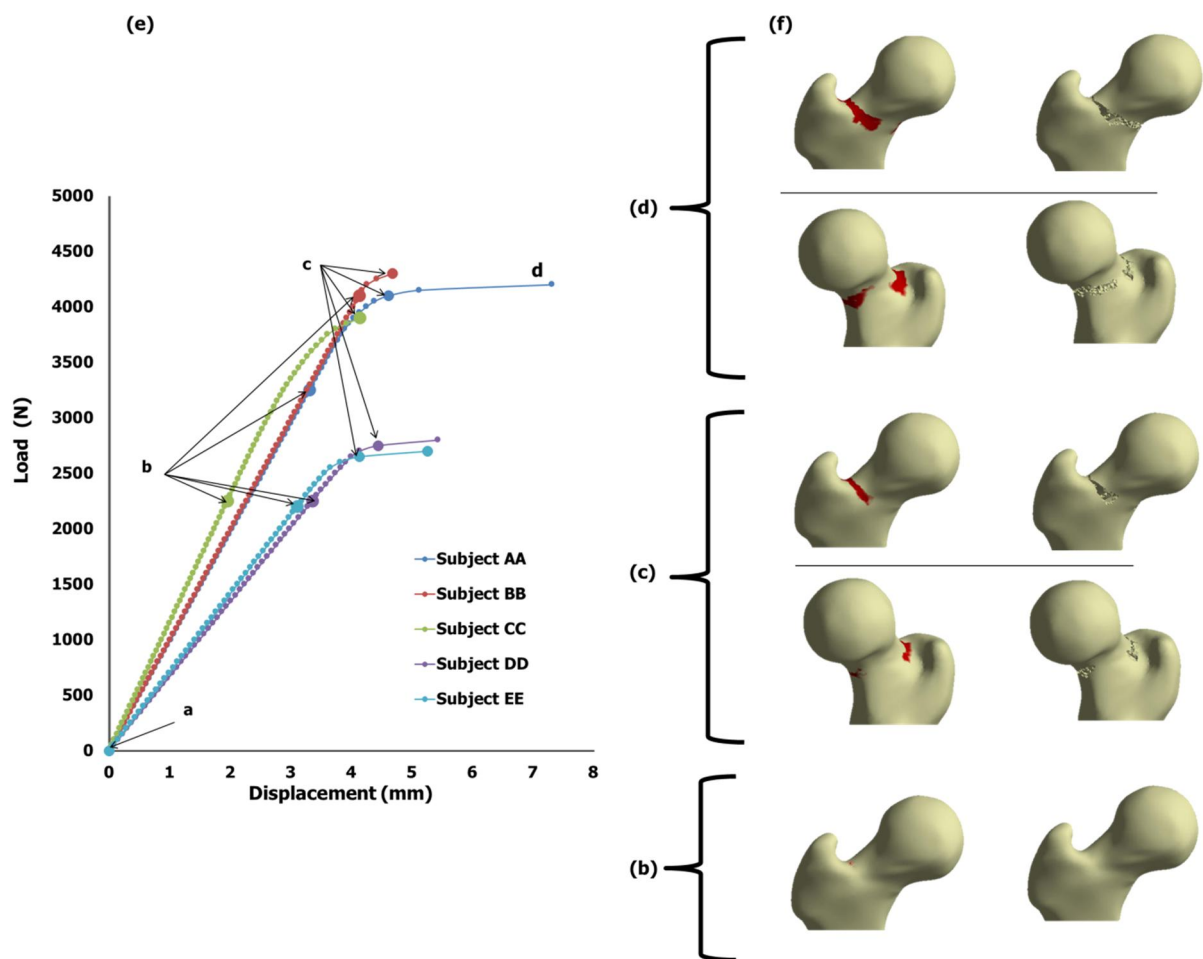 (e)
5000
4500
4000
3500
3000
2500
2000
1500
1000
500
0
Load (N)
0 1 2 3 4 5 6 7 8
Displacement (mm)
a
b
c
d
Subject AA
Subject BB
Subject CC
Subject DD
Subject EE
(f)
(d)
(c)
(b)